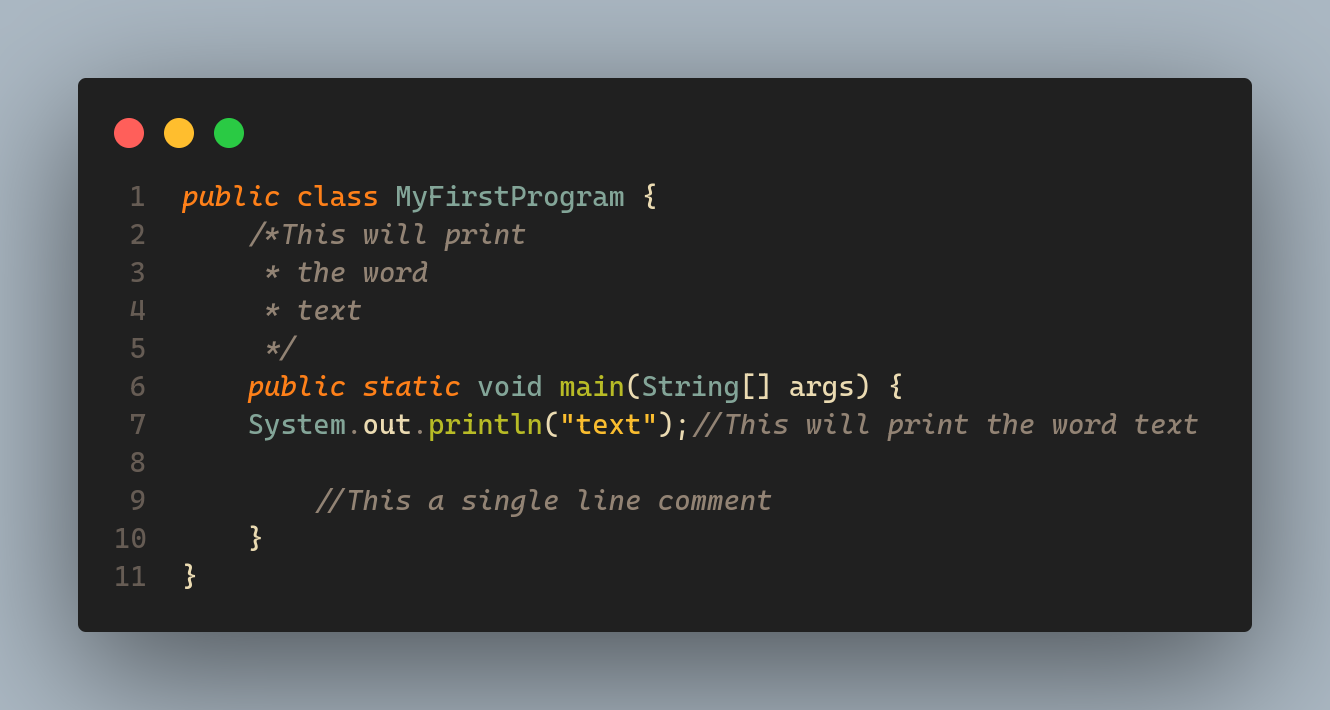 1 public class MyFirstProgram {
2     /*This will print
3      * the word
4      * text
5      */
6     public static void main(String[] args) {
7     System.out.println("text");//This will print the word text
8
9         //This a single line comment
10     }
11 }